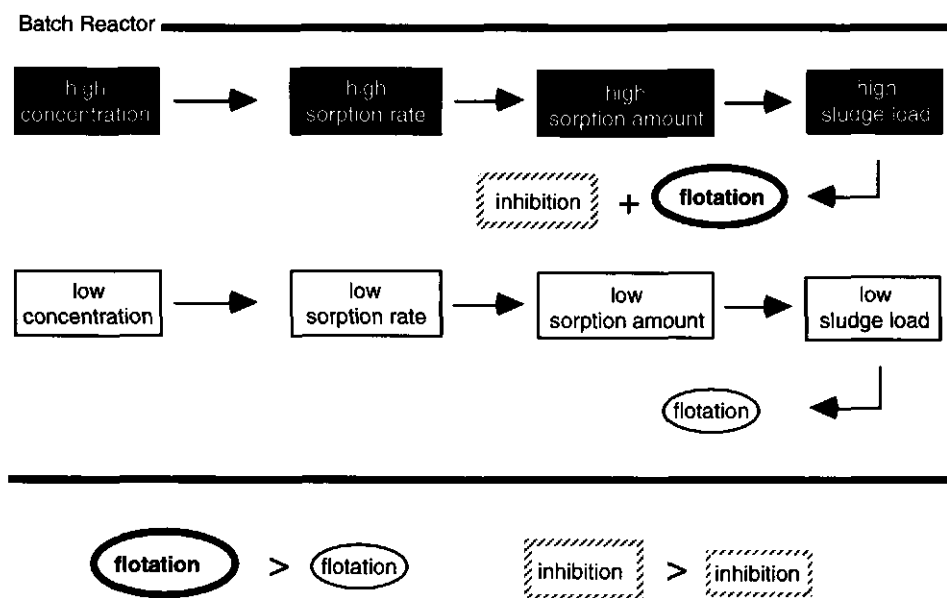 Batch Reactor
high
concentration
high
sorption rate
high
sorption amount
high
sludge load
inhibition + flotation
low
concentration
low
sorption rate
low
sorption amount
low
sludge load
flotation
flotation > flotation
inhibition > inhibition